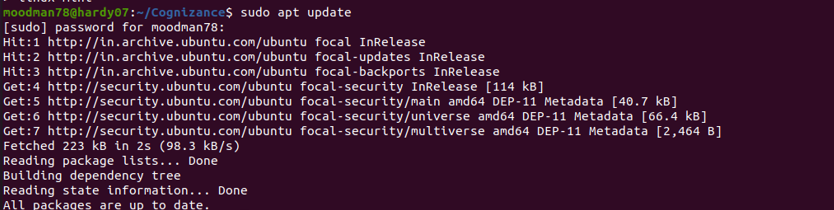 moodman78@hardy07:~/Cognizance$ sudo apt update
[sudo] password for moodman78:
Hit:1 http://in.archive.ubuntu.com/ubuntu focal InRelease
Hit:2 http://in.archive.ubuntu.com/ubuntu focal-updates InRelease
Hit:3 http://in.archive.ubuntu.com/ubuntu focal-backports InRelease
Get:4 http://security.ubuntu.com/ubuntu focal-security InRelease [114 kB]
Get:5 http://security.ubuntu.com/ubuntu focal-security/main amd64 DEP-11 Metadata [40.7 kB]
Get:6 http://security.ubuntu.com/ubuntu focal-security/universe amd64 DEP-11 Metadata [66.4 kB]
Get:7 http://security.ubuntu.com/ubuntu focal-security/multiverse amd64 DEP-11 Metadata [2,464 B]
Fetched 223 kB in 2s (98.3 kB/s)
Reading package lists... Done
Building dependency tree
Reading state information... Done
All packages are up to date.